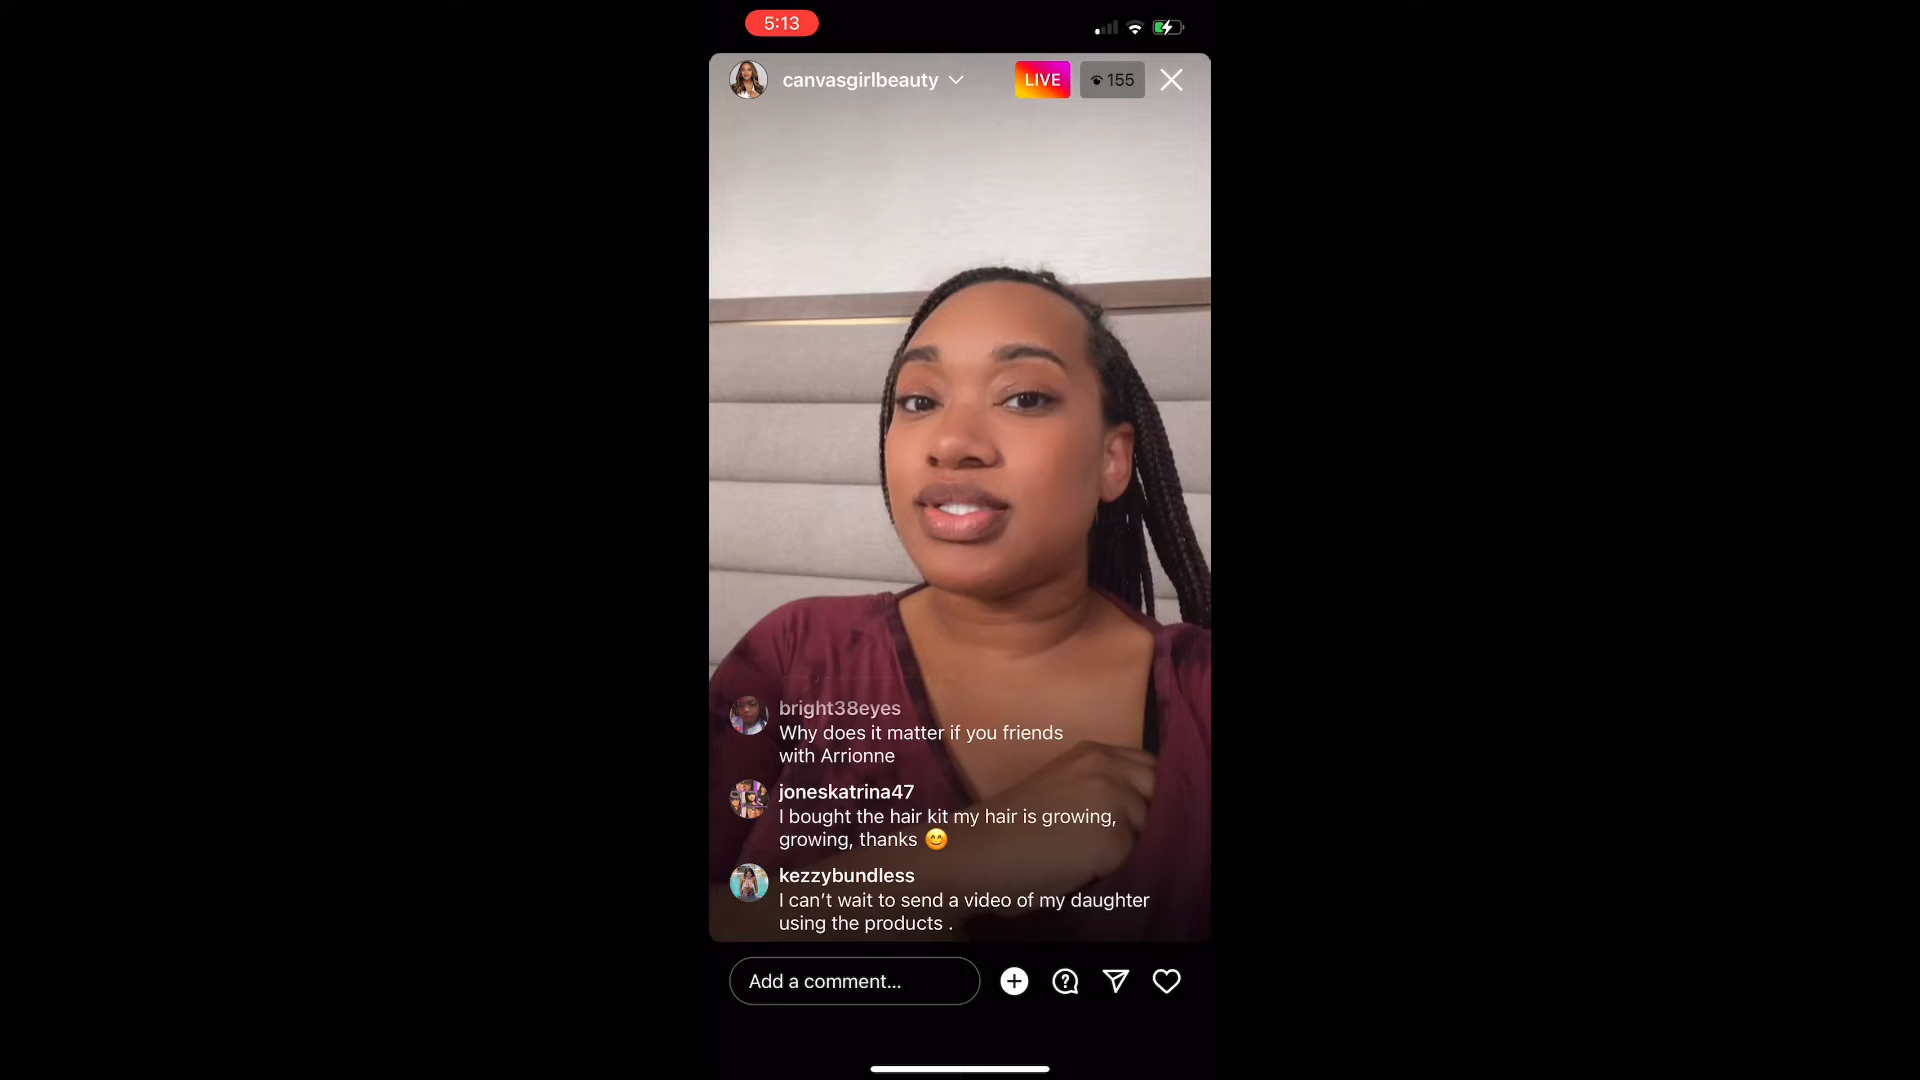 5:13
canvasgirlbeauty
LIVE
155
bright38eyes
Why does it matter if you friends
with Arrionne
joneskatrina47
I bought the hair kit my hair is growing,
growing, thanks 😊
kezzybundless
I can’t wait to send a video of my daughter
using the products .
Add a comment...